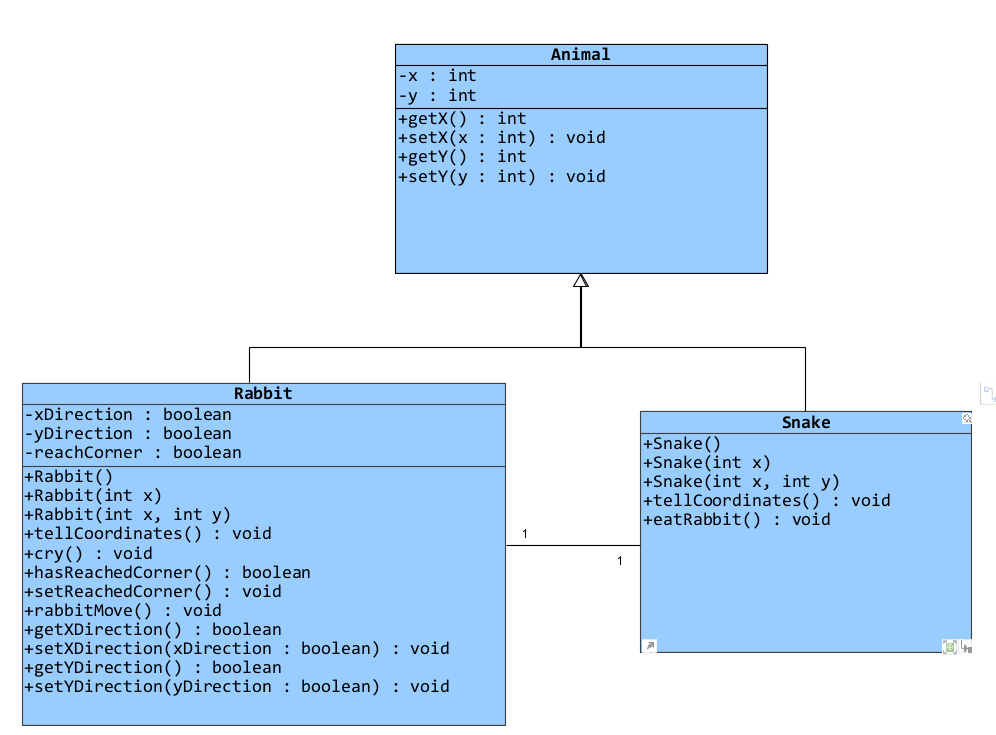 Animal
-x : int
-y : int
+getX() : int
+setX(x : int) : void
+getY() : int
+setY(y : int) : void
Rabbit
-xDirection : boolean
-yDirection : boolean
-reachCorner : boolean
+Rabbit()
+Rabbit(int x)
+Rabbit(int x, int y)
+tellCoordinates() : void
+cry() : void
+hasReachedCorner() : boolean
+setReachedCorner() : void
+rabbitMove() : void
+getXDirection() : boolean
+setXDirection(xDirection : boolean) : void
+getYDirection() : boolean
+setYDirection(yDirection : boolean) : void
1
1
Snake
+Snake()
+Snake(int x)
+Snake(int x, int y)
+tellCoordinates() : void
+eatRabbit() : void